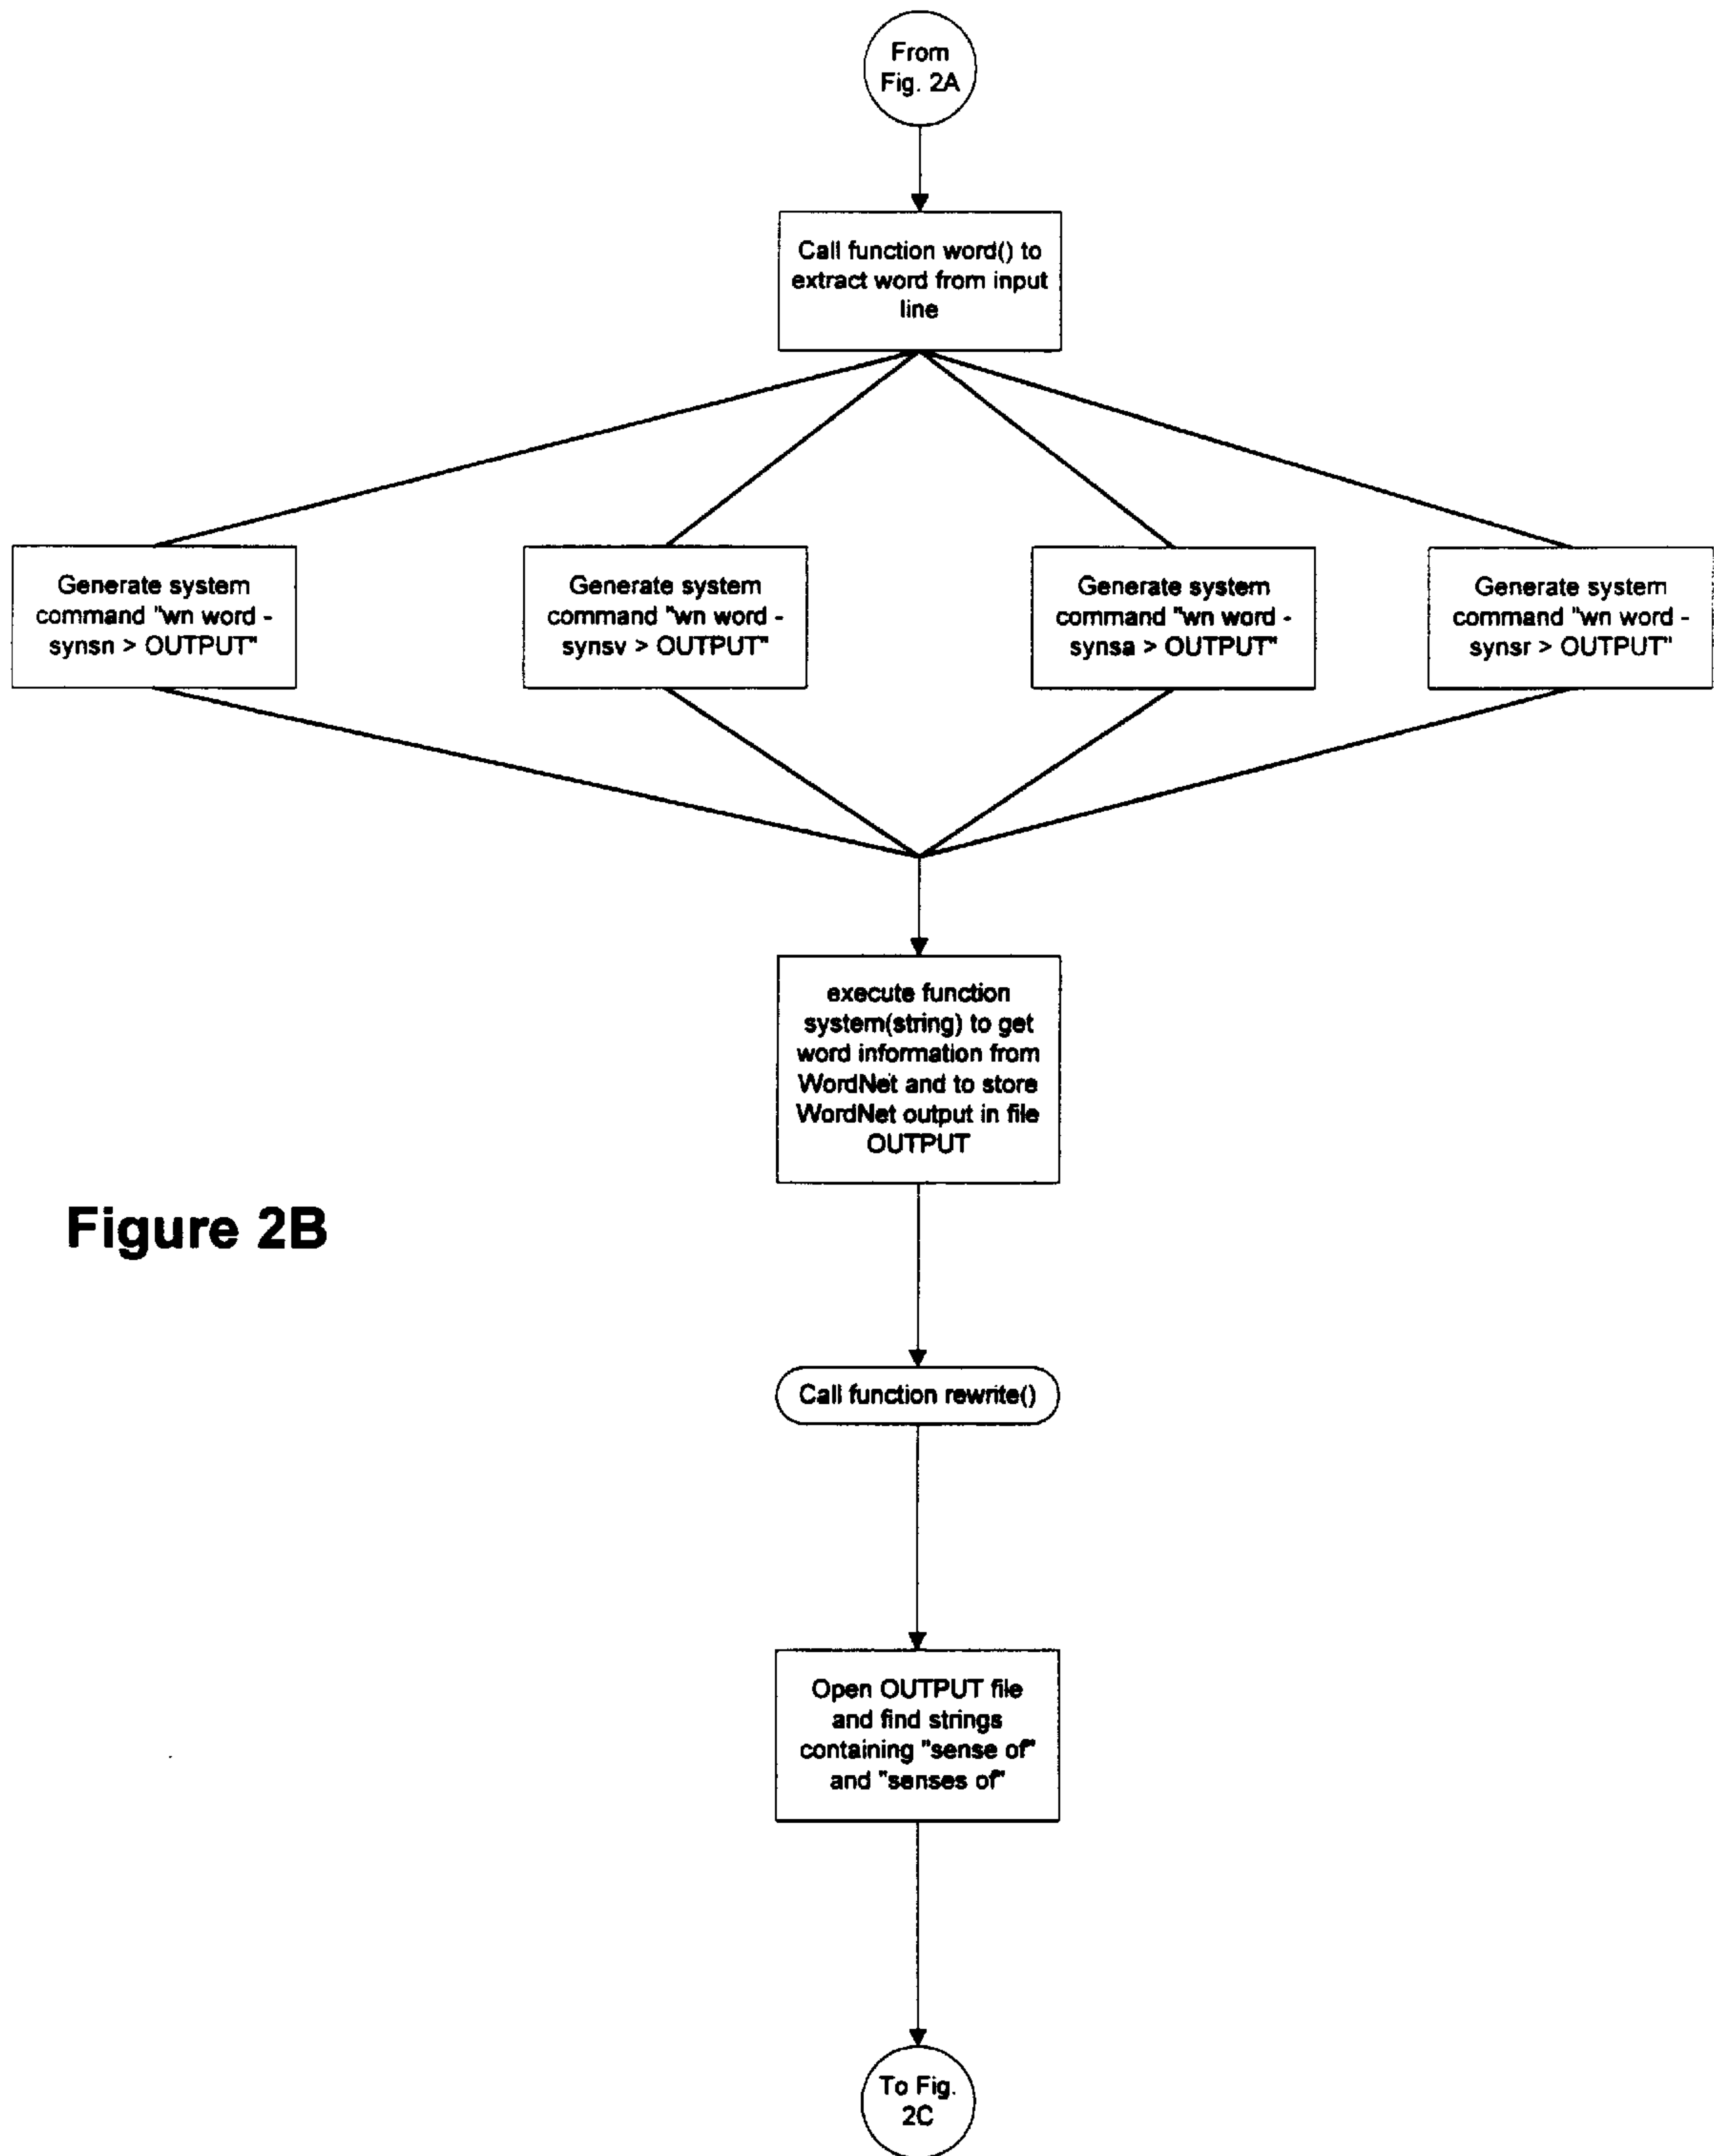 From
Fig. 2A
Call function word() to
extract word from input
line
Generate system
command "wn word -
synsn > OUTPUT"
Generate system
command "wn word -
synsv > OUTPUT"
Generate system
command "wn word -
synsa > OUTPUT"
Generate system
command "wn word -
synsr > OUTPUT"
execute function
system(string) to get
word information from
WordNet and to store
WordNet output in file
OUTPUT
Figure 2B
Call function rewrite()
Open OUTPUT file
and find strings
containing "sense of"
and "senses of"
To Fig.
2C